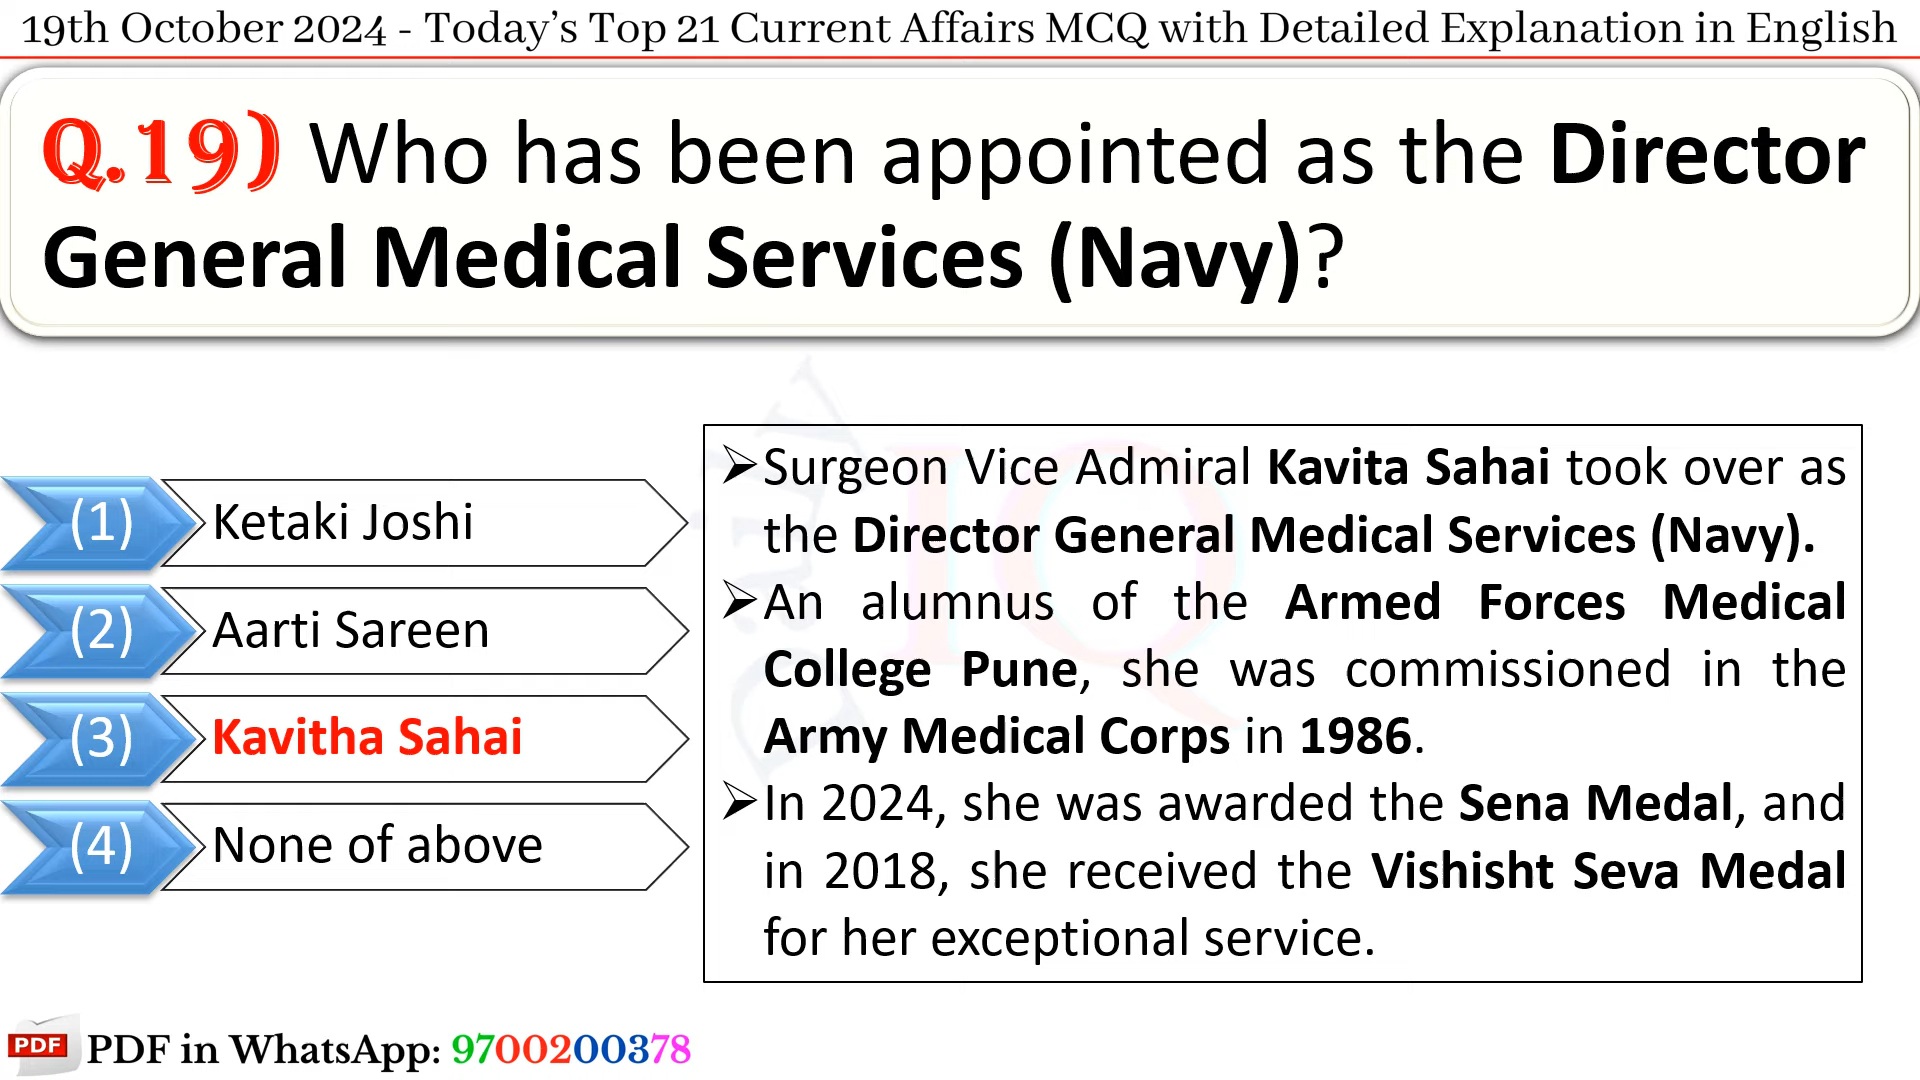 19th October 2024 - Today’s Top 21 Current Affairs MCQ with Detailed Explanation in English
Q.19) Who has been appointed as the Director
General Medical Services (Navy)?
(1) Ketaki Joshi
(2) Aarti Sareen
(3) Kavitha Sahai
(4) None of above
➢Surgeon Vice Admiral Kavita Sahai took over as
the Director General Medical Services (Navy).
➢An alumnus of the Armed Forces Medical
College Pune, she was commissioned in the
Army Medical Corps in 1986.
➢In 2024, she was awarded the Sena Medal, and
in 2018, she received the Vishisht Seva Medal
for her exceptional service.
Daily IQ
PDF PDF in WhatsApp: 9700200378